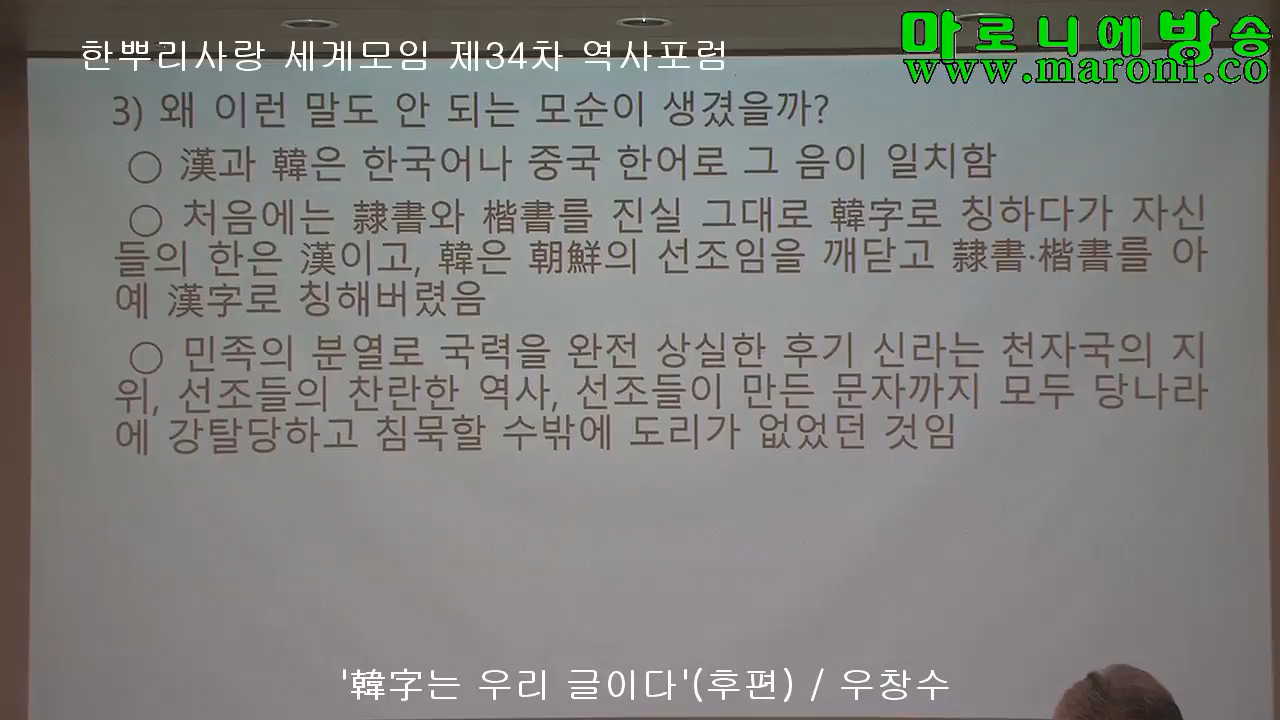 한뿌리사랑 세계모임 제34차 역사포럼
마로니에방송
www.maroni.co
3) 왜 이런 말도 안 되는 모순이 생겼을까?
○ 漢과 韓은 한국어나 중국 한어로 그 음이 일치함
○ 처음에는 隷書와 楷書를 진실 그대로 韓字로 칭하다가 자신
들의 한은 漢이고, 韓은 朝鮮의 선조임을 깨닫고 隷書·楷書를 아
예 漢字로 칭해버렸음
○ 민족의 분열로 국력을 완전 상실한 후기 신라는 천자국의 지
위, 선조들의 찬란한 역사, 선조들이 만든 문자까지 모두 당나라
에 강탈당하고 침묵할 수밖에 도리가 없었던 것임
'韓字는 우리 글이다'(후편) / 우창수